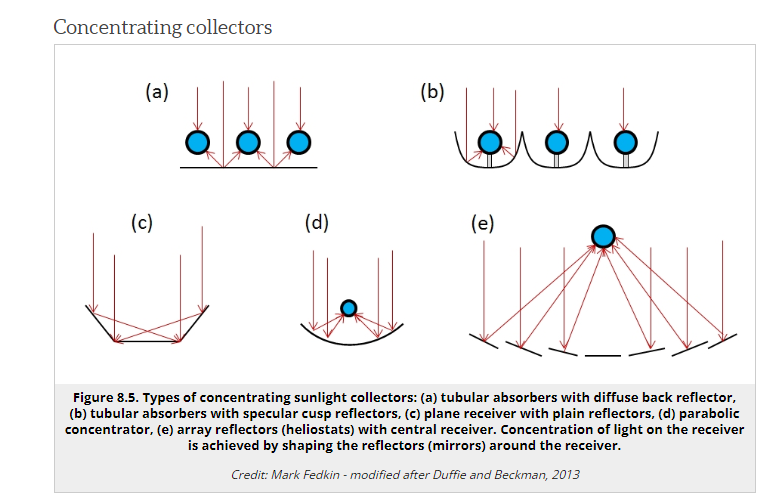 Concentrating collectors
(a)
(b)
(c)
(d)
(e)
Figure 8.5. Types of concentrating sunlight collectors: (a) tubular absorbers with diffuse back reflector,
(b) tubular absorbers with specular cusp reflectors, (c) plane receiver with plain reflectors, (d) parabolic
concentrator, (e) array reflectors (heliostats) with central receiver. Concentration of light on the receiver
is achieved by shaping the reflectors (mirrors) around the receiver.
Credit: Mark Fedkin - modified after Duffie and Beckman, 2013